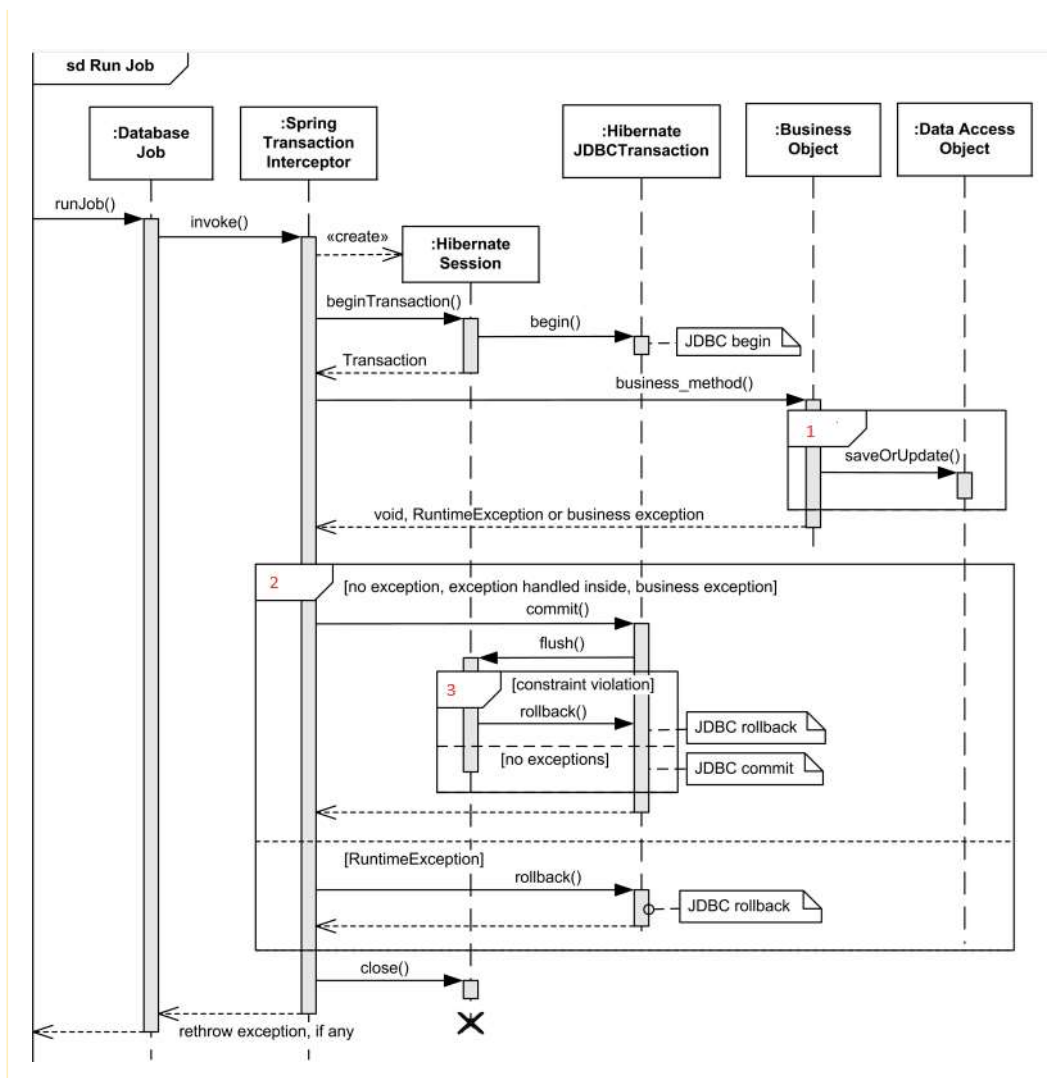 sd Run Job
:Database
Job
:Spring
Transaction
Interceptor
:Hibernate
JDBCTransaction
:Business
Object
:Data Access
Object
runJob()
invoke()
«create»
:Hibernate
Session
beginTransaction()
begin()
JDBC begin
Transaction
business_method()
1
saveOrUpdate()
void, RuntimeException or business exception
2
[no exception, exception handled inside, business exception]
commit()
flush()
3
[constraint violation]
rollback()
JDBC rollback
[no exceptions]
JDBC commit
[RuntimeException]
rollback()
JDBC rollback
close()
rethrow exception, if any